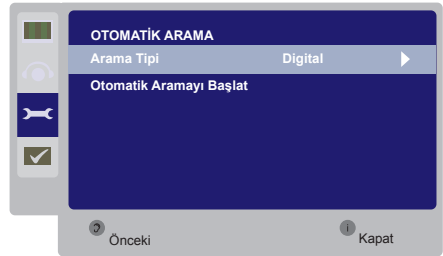 OTOMATİK ARAMA
Arama Tipi Digital
Otomatik Aramayı Başlat
Önceki
i
Kapat